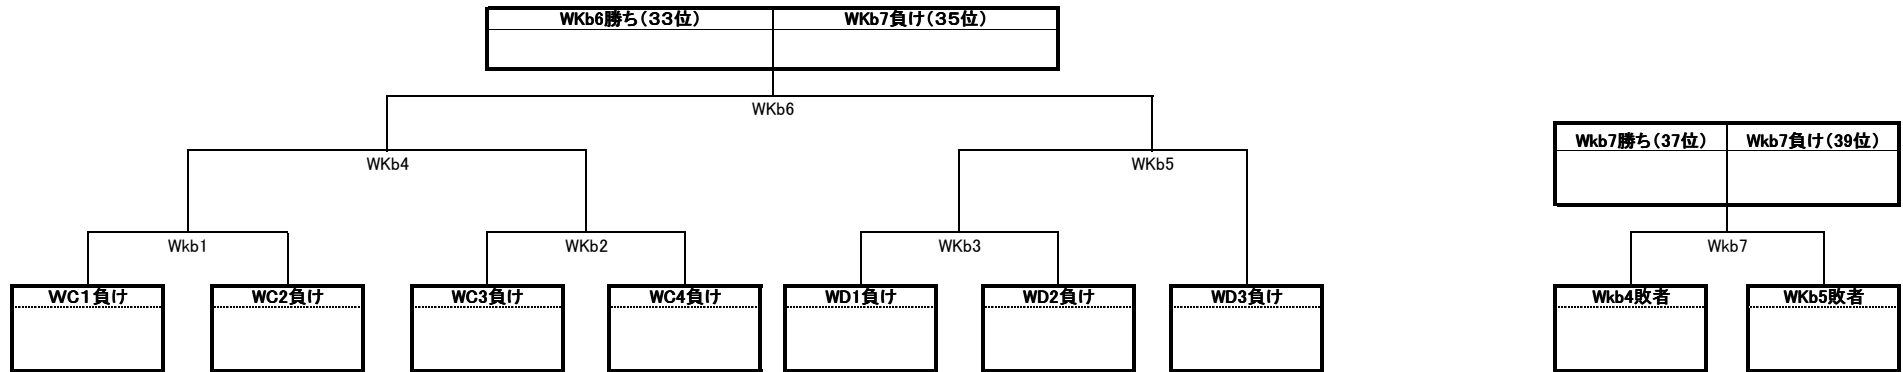 WKb6勝ち(33位) WKb7負け(35位)
WKb6
Wkb7勝ち(37位) Wkb7負け(39位)
WKb4 WKb5
Wkb1 WKb2 WKb3 Wkb7
WC1負け WC2負け WC3負け WC4負け WD1負け WD2負け WD3負け Wkb4敗者 WKb5敗者